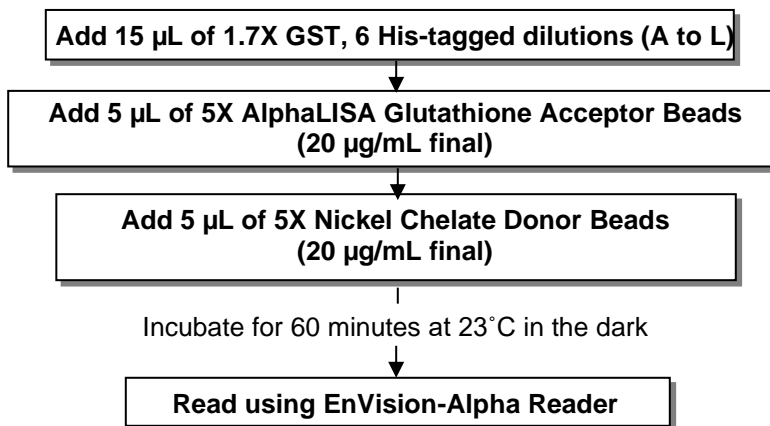 Add 15 µL of 1.7X GST, 6 His-tagged dilutions (A to L)
Add 5 µL of 5X AlphaLISA Glutathione Acceptor Beads
(20 µg/mL final)
Add 5 µL of 5X Nickel Chelate Donor Beads
(20 µg/mL final)
Incubate for 60 minutes at 23˚C in the dark
Read using EnVision-Alpha Reader